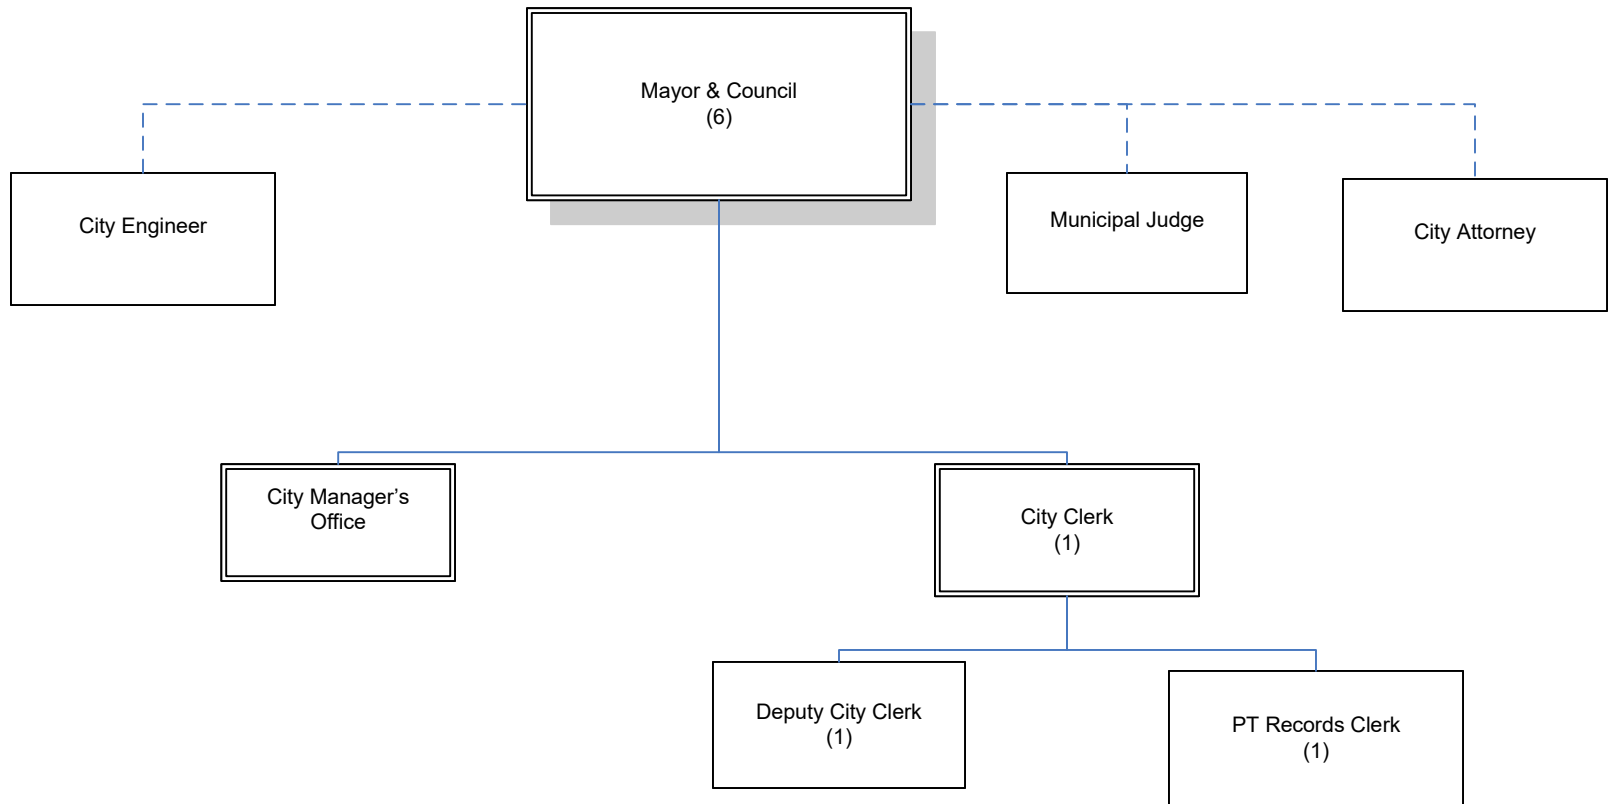 Mayor & Council
(6)
City Engineer
Municipal Judge
City Attorney
City Manager’s
Office
City Clerk
(1)
Deputy City Clerk
(1)
PT Records Clerk
(1)